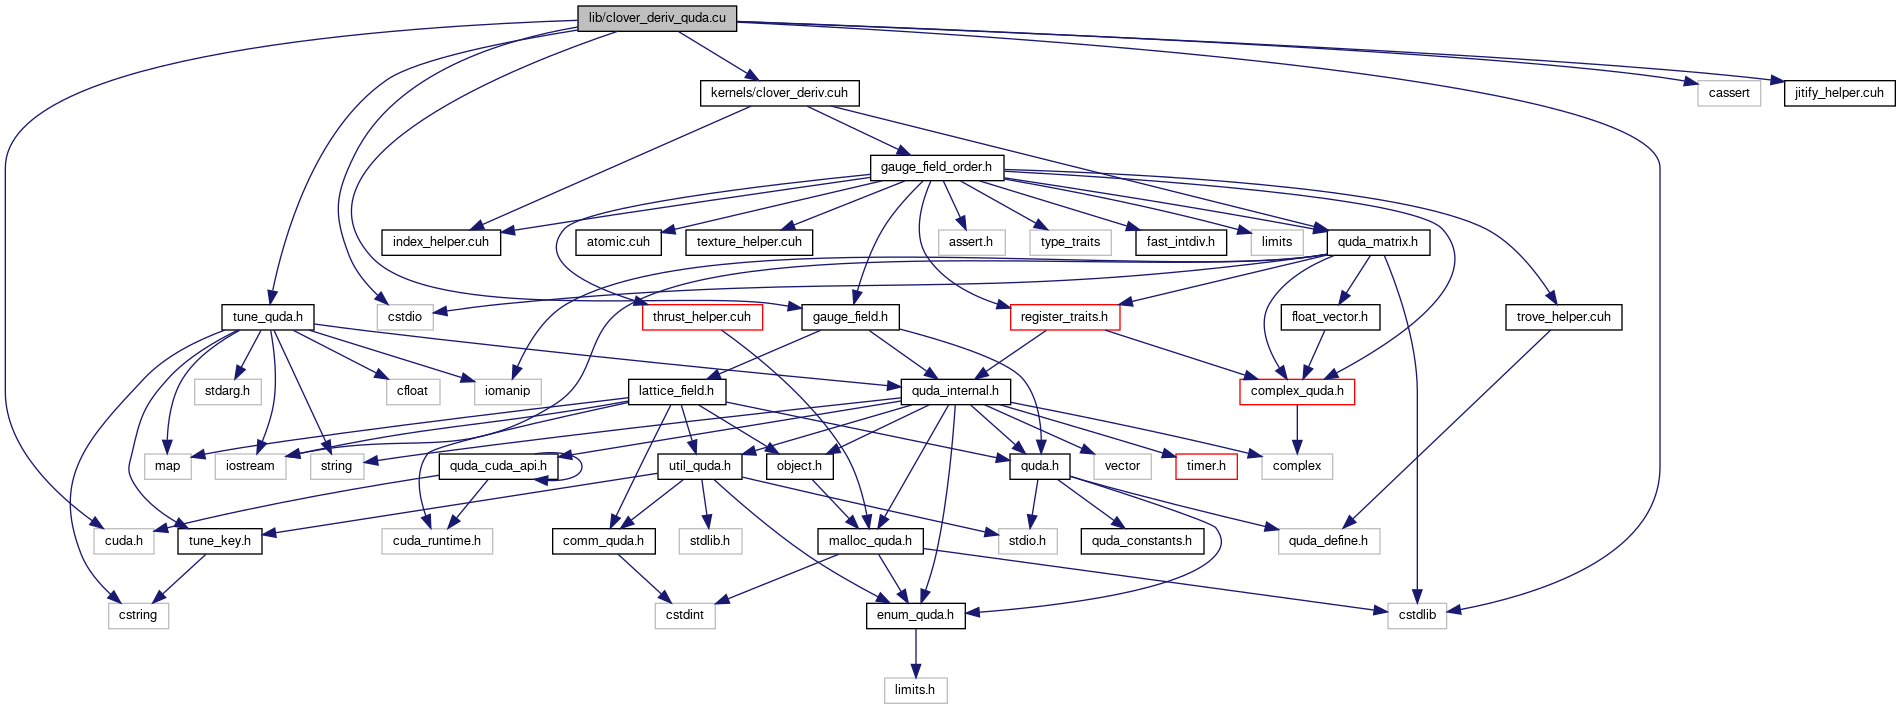 lib/clover_deriv_quda.cu
kernels/clover_deriv.cuh
cassert
jitify_helper.cuh
gauge_field_order.h
index_helper.cuh
atomic.cuh
texture_helper.cuh
assert.h
type_traits
fast_intdiv.h
limits
quda_matrix.h
tune_quda.h
cstdio
thrust_helper.cuh
gauge_field.h
register_traits.h
float_vector.h
trove_helper.cuh
stdarg.h
cfloat
iomanip
lattice_field.h
quda_internal.h
complex_quda.h
map
iostream
string
quda_cuda_api.h
util_quda.h
object.h
quda.h
vector
timer.h
complex
cuda.h
tune_key.h
cuda_runtime.h
comm_quda.h
stdlib.h
malloc_quda.h
stdio.h
quda_constants.h
quda_define.h
cstring
cstdint
enum_quda.h
cstdlib
limits.h